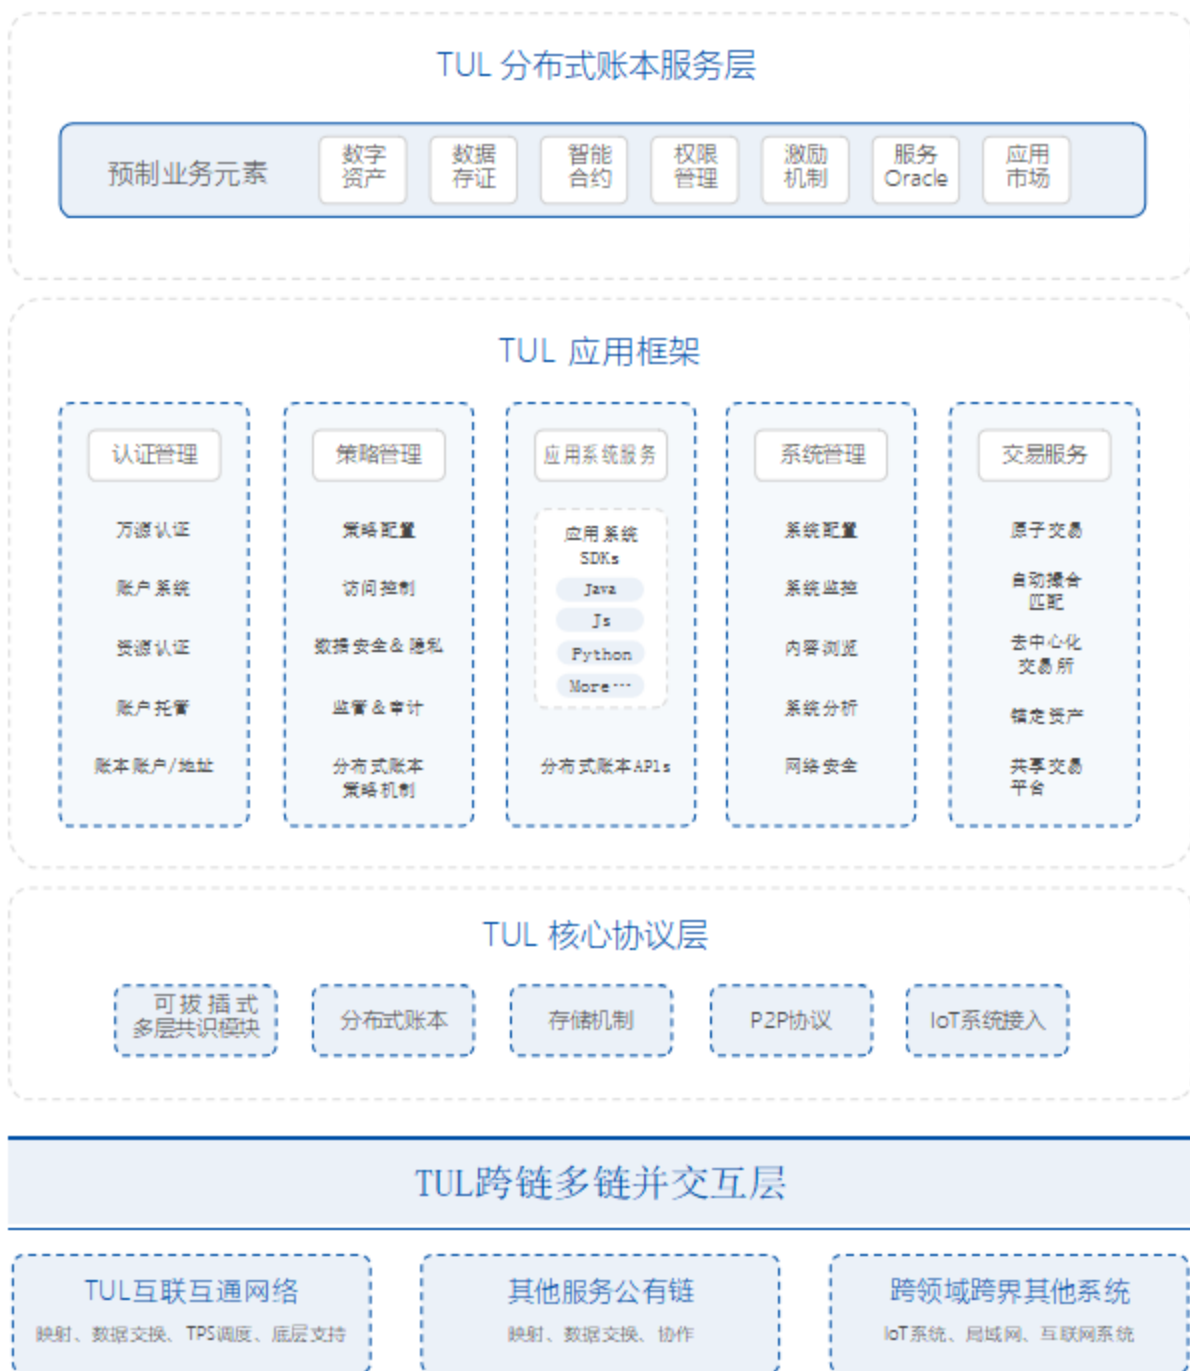 TUL 分布式账本服务层
预制业务元素
数字
资产
数据
存证
智能
合约
权限
管理
激励
机制
服务
Oracle
应用
市场
TUL 应用框架
认证管理
万源认证
账户系统
资源认证
账户托管
账本账户/地址
策略管理
策略配置
访问控制
数据安全&隐私
监管&审计
分布式账本
策略机制
应用系统服务
应用系统
SDKs
Java
Js
Python
More…
分布式账本APIs
系统管理
系统配置
系统监控
内容浏览
系统分析
网络安全
交易服务
原子交易
自动撮合
匹配
去中心化
交易所
锚定资产
共享交易
平台
TUL 核心协议层
可拔插式
多层共识模块
分布式账本
存储机制
P2P协议
IoT系统接入
TUL跨链多链并交互层
TUL互联互通网络
映射、数据交换、TPS调度、底层支持
其他服务公有链
映射、数据交换、协作
跨领域跨界其他系统
IoT系统、局域网、互联网系统